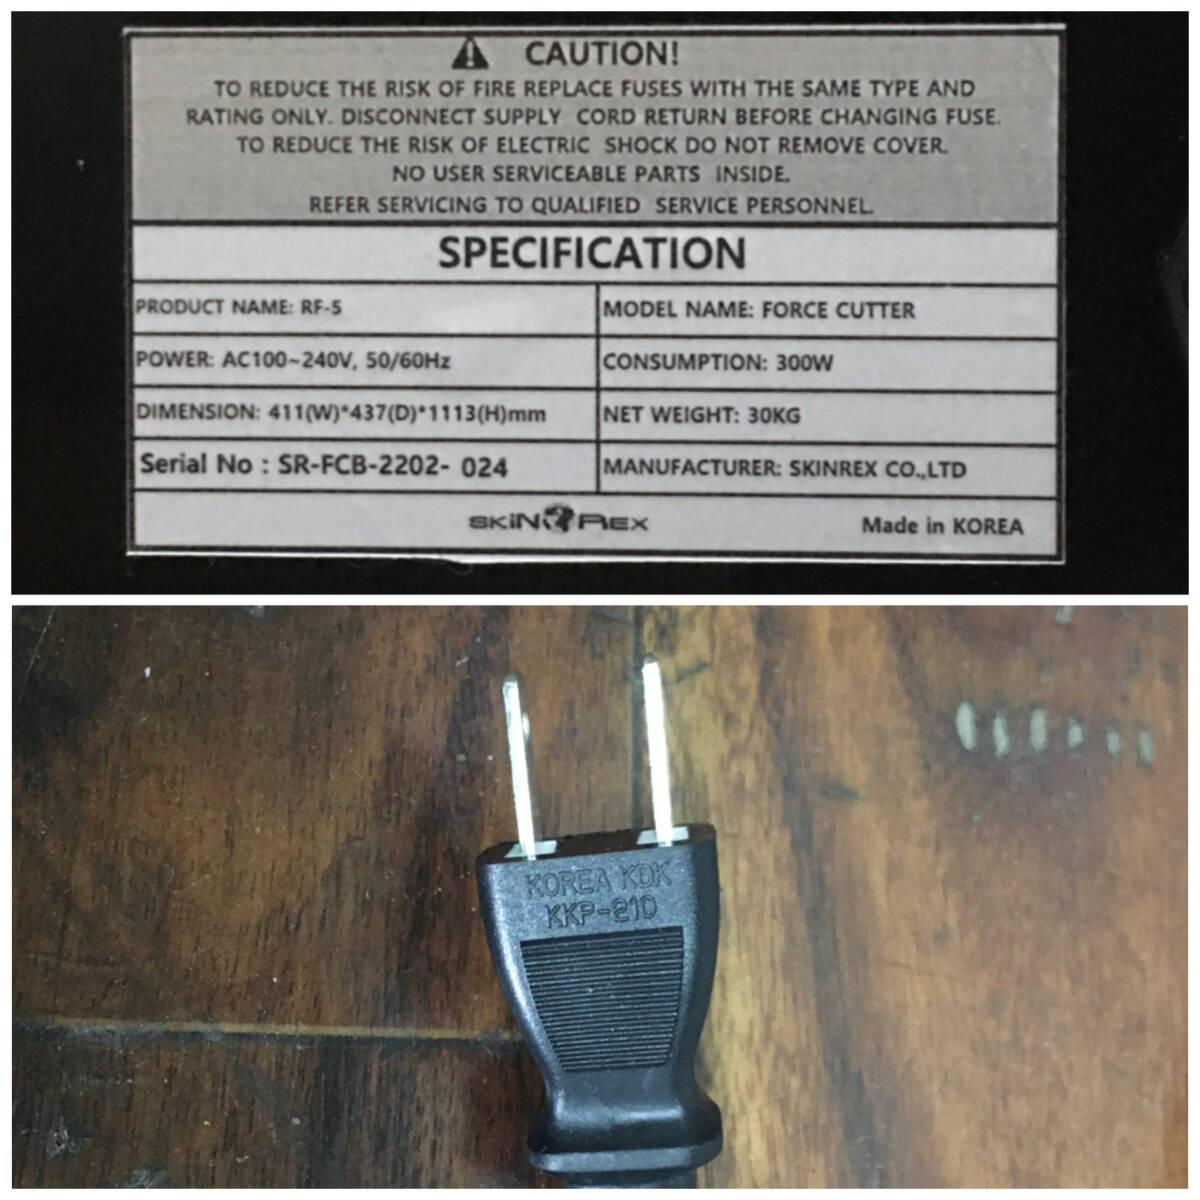 CAUTION!
TO REDUCE THE RISK OF FIRE REPLACE FUSES WITH THE SAME TYPE AND
RATING ONLY. DISCONNECT SUPPLY CORD RETURN BEFORE CHANGING FUSE.
TO REDUCE THE RISK OF ELECTRIC SHOCK DO NOT REMOVE COVER.
NO USER SERVICEABLE PARTS INSIDE.
REFER SERVICING TO QUALIFIED SERVICE PERSONNEL.
SPECIFICATION
PRODUCT NAME: RF-5
MODEL NAME: FORCE CUTTER
POWER: AC100~240V, 50/60Hz
CONSUMPTION: 300W
DIMENSION: 411(W)*437(D)*1113(H)mm
NET WEIGHT: 30KG
Serial No : SR-FCB-2202- 024
MANUFACTURER: SKINREX CO.,LTD
SKiN REX
Made in KOREA
KOREA KDK
KKP-210